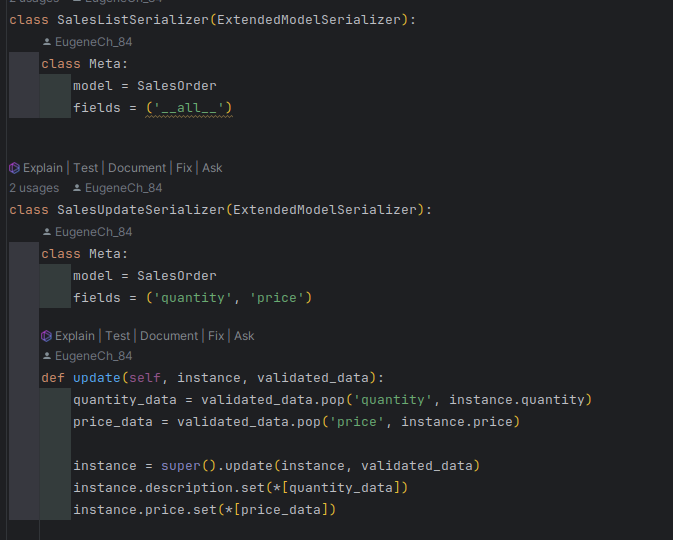 2 usages EugeneCh_84
class SalesListSerializer(ExtendedModelSerializer):
EugeneCh_84
class Meta:
model = SalesOrder
fields = ('__all__')
Explain | Test | Document | Fix | Ask
2 usages EugeneCh_84
class SalesUpdateSerializer(ExtendedModelSerializer):
EugeneCh_84
class Meta:
model = SalesOrder
fields = ('quantity', 'price')
Explain | Test | Document | Fix | Ask
EugeneCh_84
def update(self, instance, validated_data):
quantity_data = validated_data.pop('quantity', instance.quantity)
price_data = validated_data.pop('price', instance.price)
instance = super().update(instance, validated_data)
instance.description.set(*[quantity_data])
instance.price.set(*[price_data])